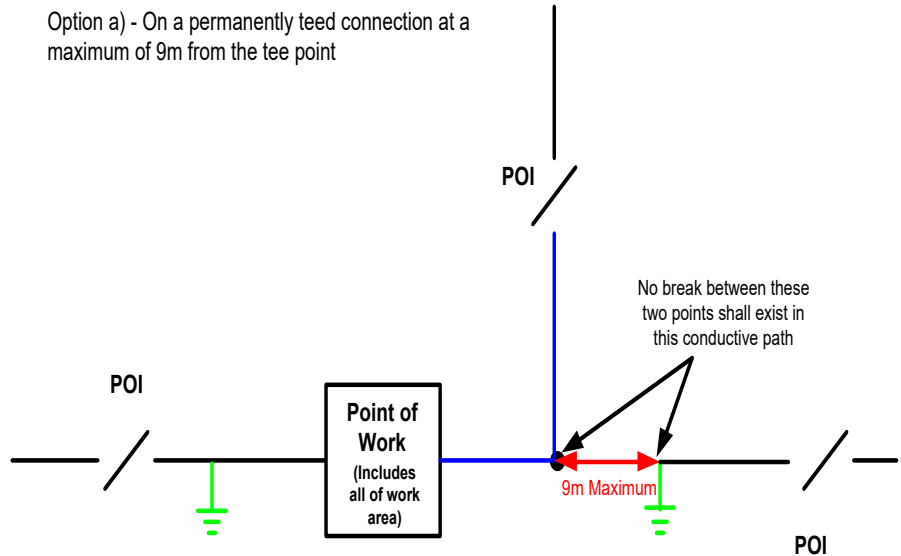 Option a) - On a permanently teed connection at a
maximum of 9m from the tee point
POI
No break between these
two points shall exist in
this conductive path
POI
Point of
Work
(Includes
all of work
area)
9m Maximum
POI